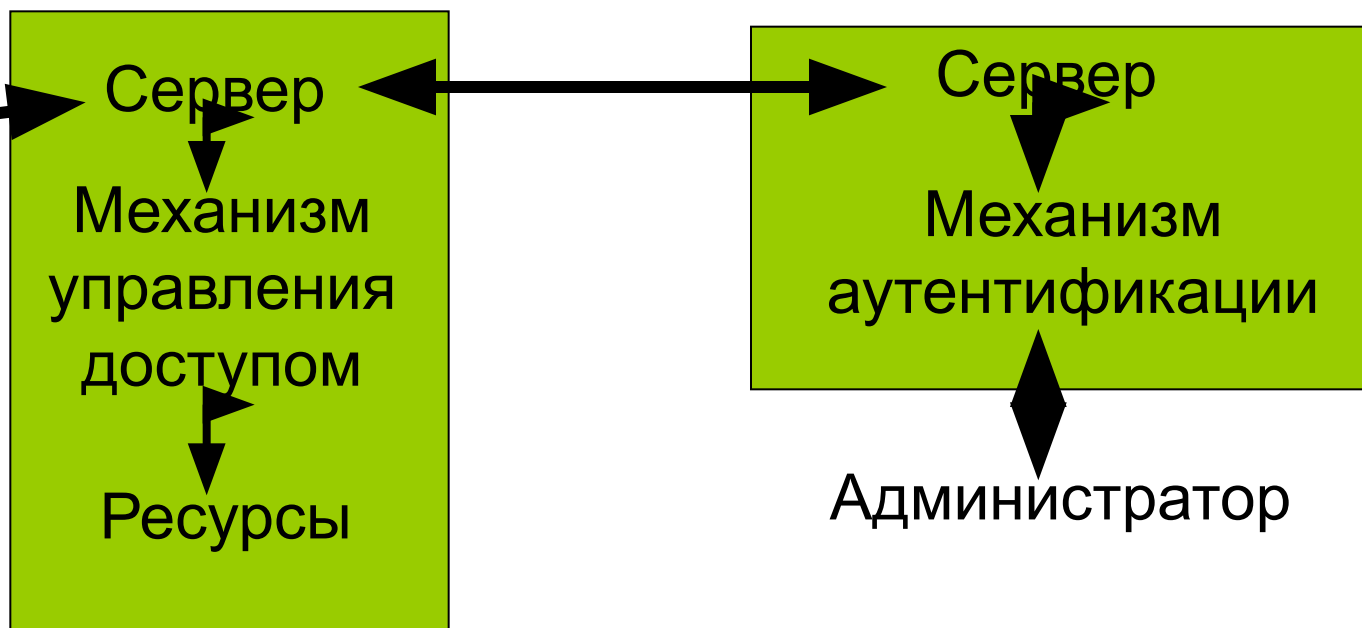 Сервер
Механизм
управления
доступом
Ресурсы
Сервер
Механизм
аутентификации
Администратор